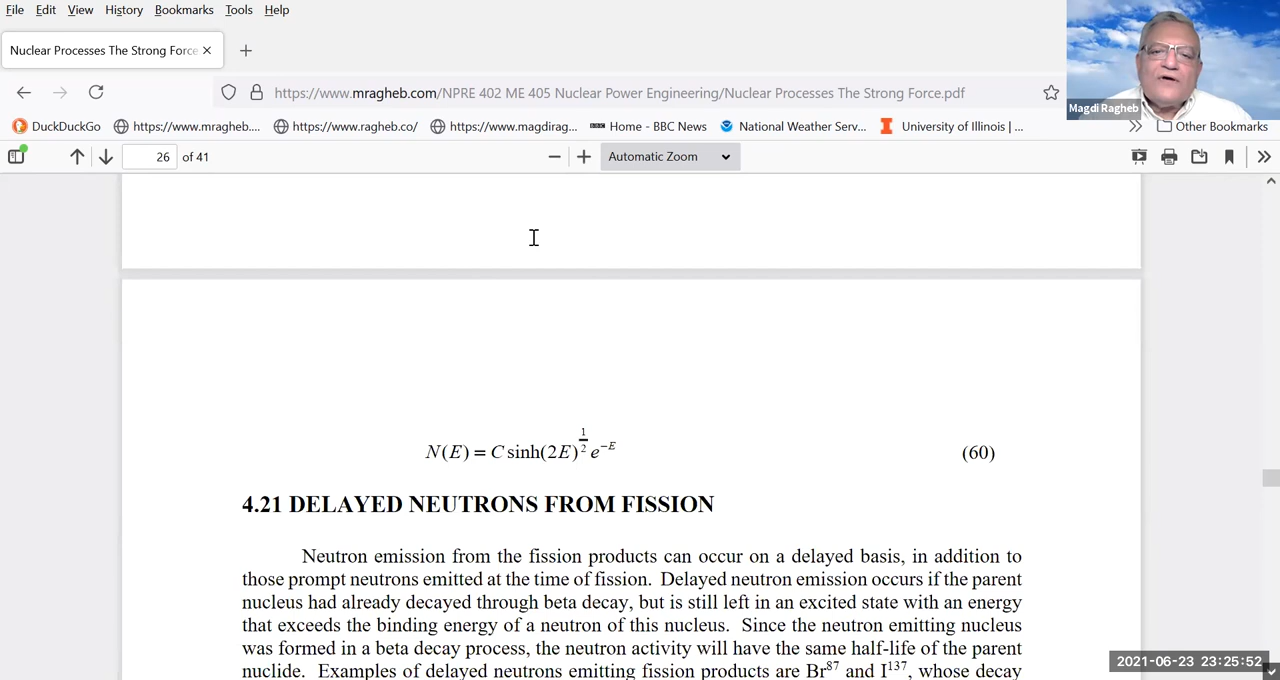 File Edit View History Bookmarks Tools Help
Nuclear Processes The Strong Force
https://www.mragheb.com/NPRE 402 ME 405 Nuclear Power Engineering/Nuclear Processes The Strong Force.pdf
Magdi Ragheb
DuckDuckGo https://www.mragheb.... https://www.ragheb.co/ https://www.magdirag... Home - BBC News National Weather Serv... University of Illinois | ... Other Bookmarks
26 of 41 Automatic Zoom
N(E) = C sinh(2E)^{1/2} e^{-E} (60)
4.21 DELAYED NEUTRONS FROM FISSION
Neutron emission from the fission products can occur on a delayed basis, in addition to
those prompt neutrons emitted at the time of fission. Delayed neutron emission occurs if the parent
nucleus had already decayed through beta decay, but is still left in an excited state with an energy
that exceeds the binding energy of a neutron of this nucleus. Since the neutron emitting nucleus
was formed in a beta decay process, the neutron activity will have the same half-life of the parent
nuclide. Examples of delayed neutrons emitting fission products are Br⁸⁷ and I¹³⁷, whose decay
2021-06-23 23:25:52